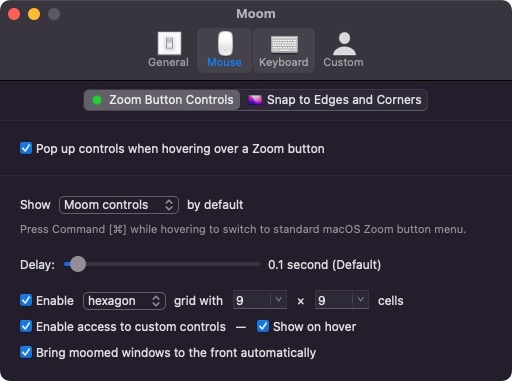 Moom
General Mouse Keyboard Custom
Zoom Button Controls Snap to Edges and Corners
Pop up controls when hovering over a Zoom button
Show Moom controls by default
Press Command [⌘] while hovering to switch to standard macOS Zoom button menu.
Delay: 0.1 second (Default)
Enable hexagon grid with 9 × 9 cells
Enable access to custom controls — Show on hover
Bring moomed windows to the front automatically